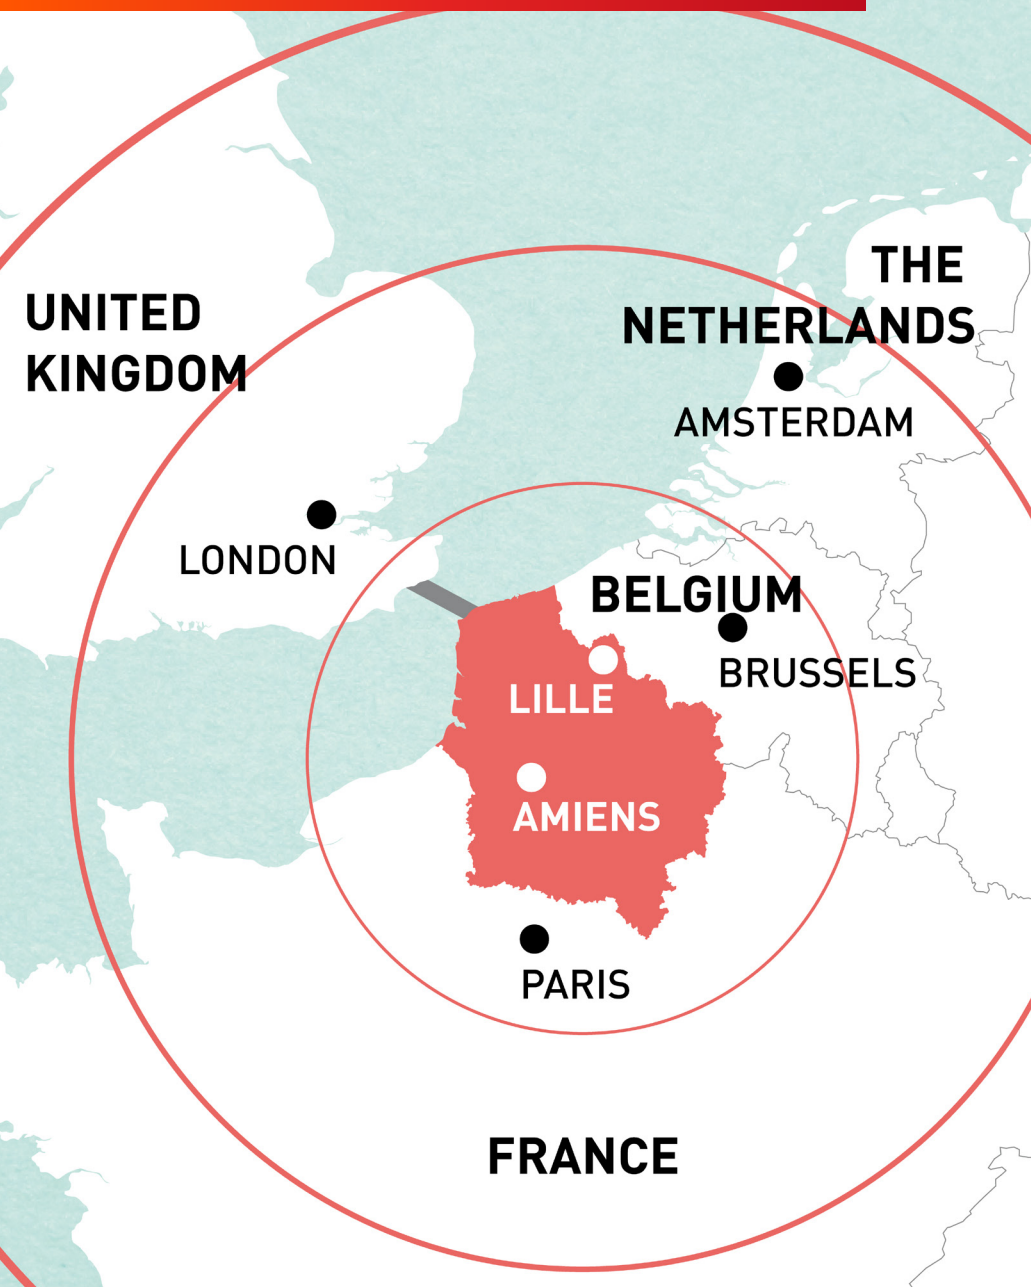 THE
NETHERLANDS
UNITED
KINGDOM
AMSTERDAM
LONDON
BELGIUM
BRUSSELS
LILLE
AMIENS
PARIS
FRANCE